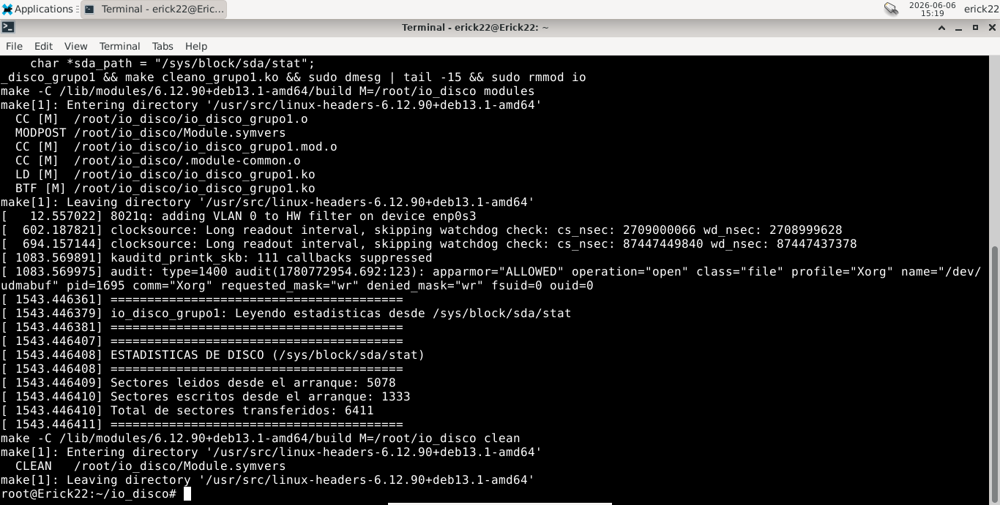 Applications
Terminal - erick22@Eric...
2026-06-06
15:19
erick22
Terminal - erick22@Erick22: ~
File Edit View Terminal Tabs Help
    char *sda_path = "/sys/block/sda/stat";
_disco_grupo1 && make cleano_grupo1.ko && sudo dmesg | tail -15 && sudo rmmod io
make -C /lib/modules/6.12.90+deb13.1-amd64/build M=/root/io_disco modules
make[1]: Entering directory '/usr/src/linux-headers-6.12.90+deb13.1-amd64'
  CC [M]  /root/io_disco/io_disco_grupo1.o
  MODPOST /root/io_disco/Module.symvers
  CC [M]  /root/io_disco/io_disco_grupo1.mod.o
  CC [M]  /root/io_disco/.module-common.o
  LD [M]  /root/io_disco/io_disco_grupo1.ko
  BTF [M] /root/io_disco/io_disco_grupo1.ko
make[1]: Leaving directory '/usr/src/linux-headers-6.12.90+deb13.1-amd64'
[   12.557022] 8021q: adding VLAN 0 to HW filter on device enp0s3
[  602.187821] clocksource: Long readout interval, skipping watchdog check: cs_nsec: 2709000066 wd_nsec: 2708999628
[  694.157144] clocksource: Long readout interval, skipping watchdog check: cs_nsec: 87447449840 wd_nsec: 87447437378
[ 1083.569891] kauditd_printk_skb: 111 callbacks suppressed
[ 1083.569975] audit: type=1400 audit(1780772954.692:123): apparmor="ALLOWED" operation="open" class="file" profile="Xorg" name="/dev/
udmabuf" pid=1695 comm="Xorg" requested_mask="wr" denied_mask="wr" fsuid=0 ouid=0
[ 1543.446361] ========================================
[ 1543.446379] io_disco_grupo1: Leyendo estadisticas desde /sys/block/sda/stat
[ 1543.446381] ========================================
[ 1543.446407] ========================================
[ 1543.446408] ESTADISTICAS DE DISCO (/sys/block/sda/stat)
[ 1543.446408] ========================================
[ 1543.446409] Sectores leidos desde el arranque: 5078
[ 1543.446410] Sectores escritos desde el arranque: 1333
[ 1543.446410] Total de sectores transferidos: 6411
[ 1543.446411] ========================================
make -C /lib/modules/6.12.90+deb13.1-amd64/build M=/root/io_disco clean
make[1]: Entering directory '/usr/src/linux-headers-6.12.90+deb13.1-amd64'
  CLEAN   /root/io_disco/Module.symvers
make[1]: Leaving directory '/usr/src/linux-headers-6.12.90+deb13.1-amd64'
root@Erick22:~/io_disco#